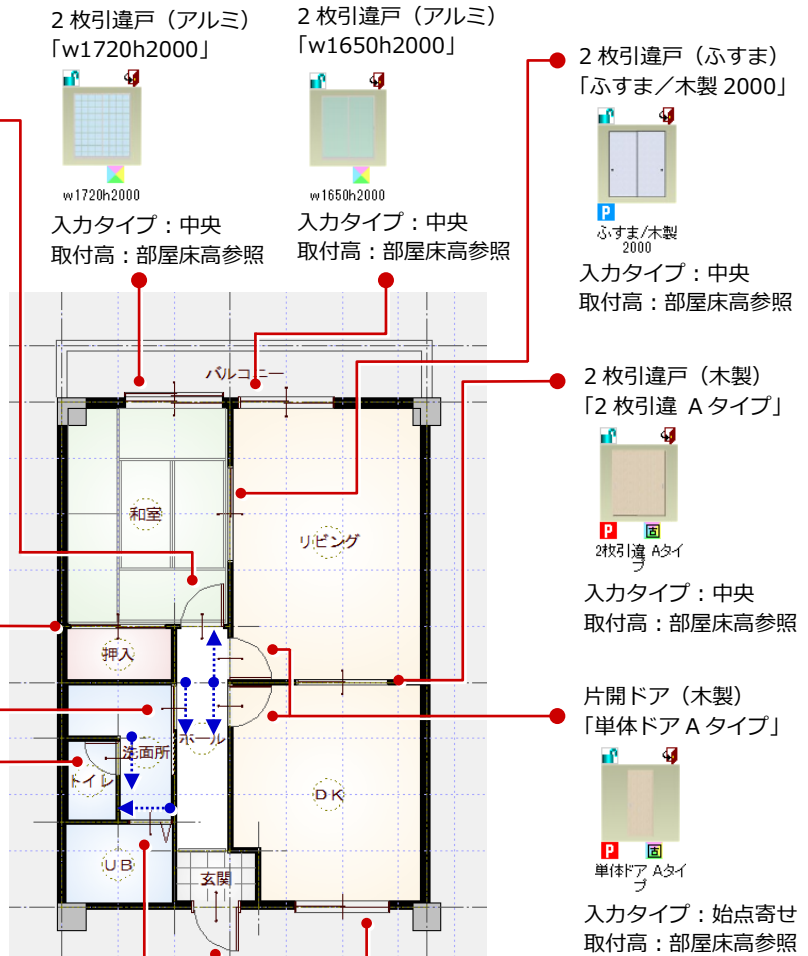 2枚引違戸（アルミ）
「w1720h2000」
w1720h2000
入力タイプ：中央
取付高：部屋床高参照
2枚引違戸（アルミ）
「w1650h2000」
w1650h2000
入力タイプ：中央
取付高：部屋床高参照
2枚引違戸（ふすま）
「ふすま／木製2000」
P
ふすま/木製
2000
入力タイプ：中央
取付高：部屋床高参照
2枚引違戸（木製）
「2枚引違 Aタイプ」
P 固
2枚引違 Aタイ
プ
入力タイプ：中央
取付高：部屋床高参照
片開ドア（木製）
「単体ドアAタイプ」
P 固
単体ドア Aタイ
プ
入力タイプ：始点寄せ
取付高：部屋床高参照
バルコニー
和室
リビング
押入
ホール
洗面所
トイレ
DK
UB
玄関